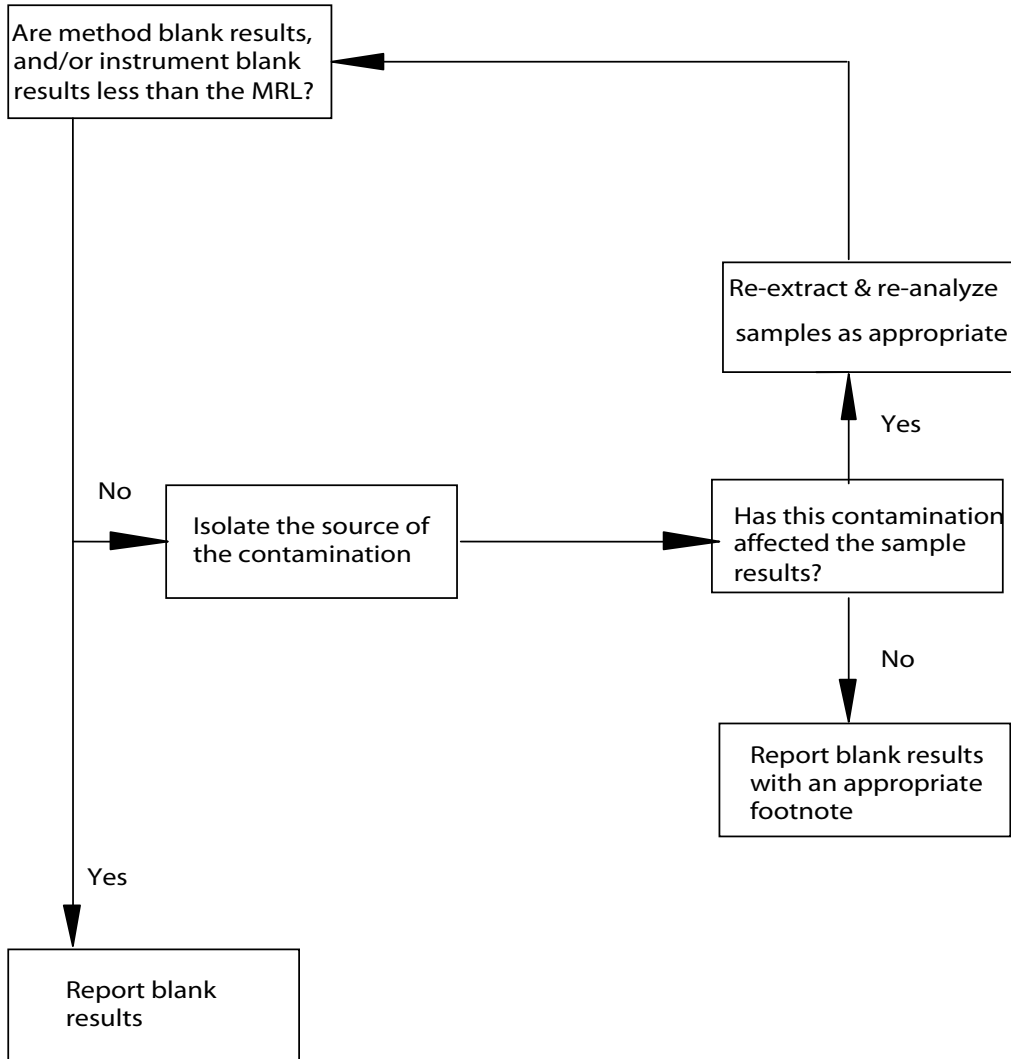 Are method blank results,
and/or instrument blank
results less than the MRL?
Re-extract & re-analyze
samples as appropriate
Yes
No
Isolate the source of
the contamination
Has this contamination
affected the sample
results?
No
Report blank results
with an appropriate
footnote
Yes
Report blank
results